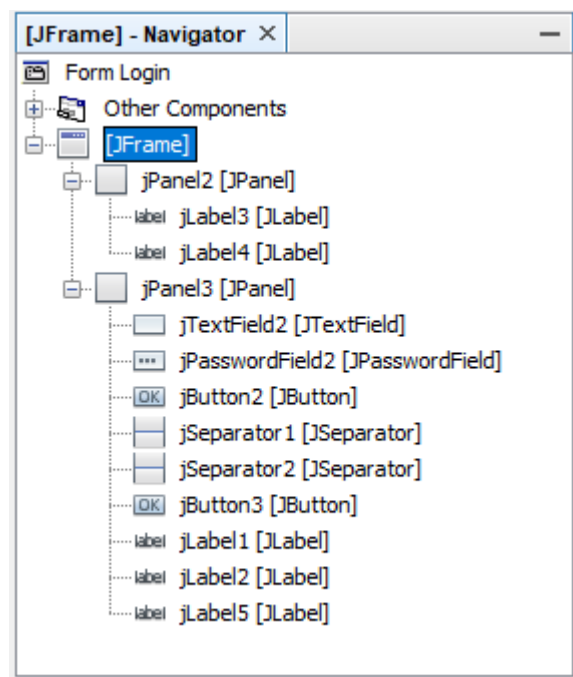 [JFrame] - Navigator ×
Form Login
Other Components
[JFrame]
jPanel2 [JPanel]
label jLabel3 [JLabel]
label jLabel4 [JLabel]
jPanel3 [JPanel]
jTextField2 [JTextField]
jPasswordField2 [JPasswordField]
OK jButton2 [JButton]
jSeparator1 [JSeparator]
jSeparator2 [JSeparator]
OK jButton3 [JButton]
label jLabel1 [JLabel]
label jLabel2 [JLabel]
label jLabel5 [JLabel]